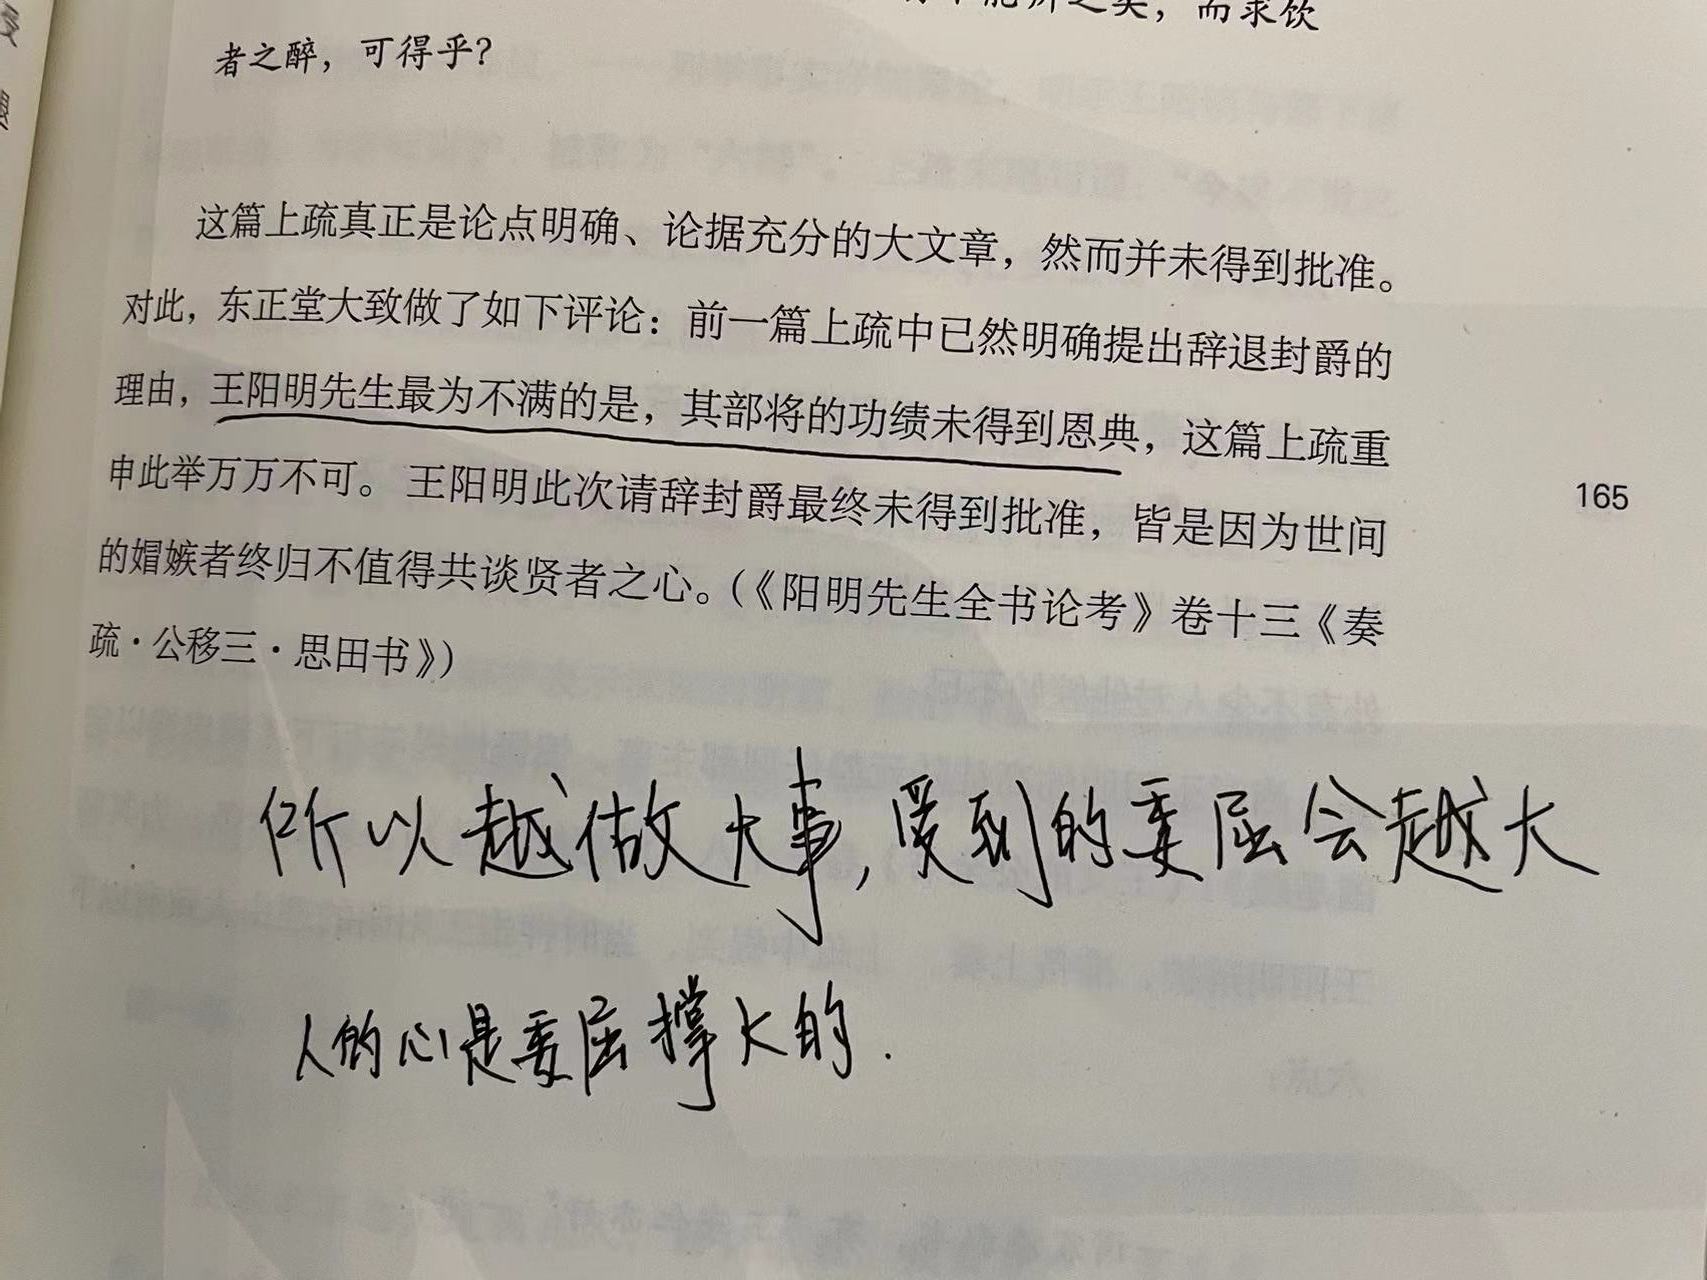 而求饮
者之醉，可得乎？
这篇上疏真正是论点明确、论据充分的大文章，然而并未得到批准。
对此，东正堂大致做了如下评论：前一篇上疏中已然明确提出辞退封爵的
理由，王阳明先生最为不满的是，其部将的功绩未得到恩典，这篇上疏重
申此举万万不可。王阳明此次请辞封爵最终未得到批准，皆是因为世间
165
的媢嫉者终归不值得共谈贤者之心。（《阳明先生全书论考》卷十三《奏
疏·公移三·思田书》）
所以越做大事，受到的委屈会越大
人的心是委屈撑大的.